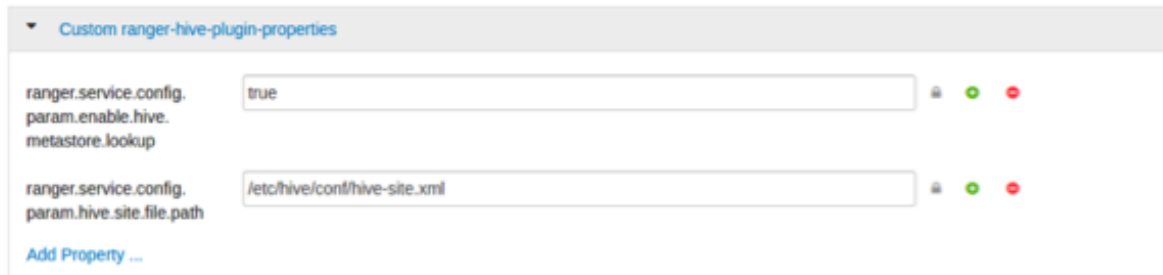 Custom ranger-hive-plugin-properties
ranger.service.config.
param.enable.hive.
metastore.lookup
true
ranger.service.config.
param.hive.site.file.path
/etc/hive/conf/hive-site.xml
Add Property ...